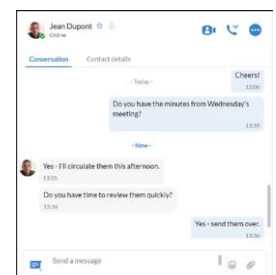 Jean Dupont
Online
Conversation
Contact details
- Today -
Cheers!
13:06
Do you have the minutes from Wednesday's
meeting?
13:35
- New -
Yes - I'll circulate them this afternoon.
13:35
Do you have time to review them quickly?
13:36
Yes - send them over.
13:36
Send a message